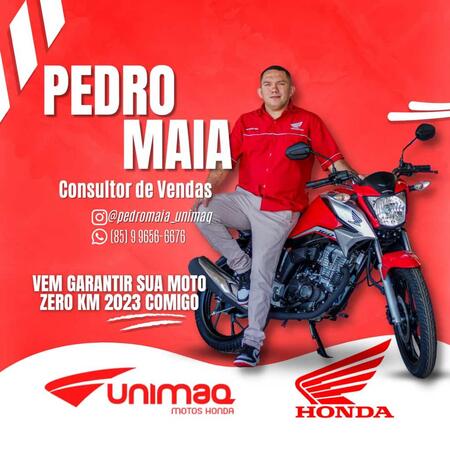 PEDRO
MAIA
Consultor de Vendas
@pedromaia_unimaq
(85) 9 9656-6676
VEM GARANTIR SUA MOTO
ZERO KM 2023 COMIGO
UNIMAQ
MOTOS HONDA
HONDA